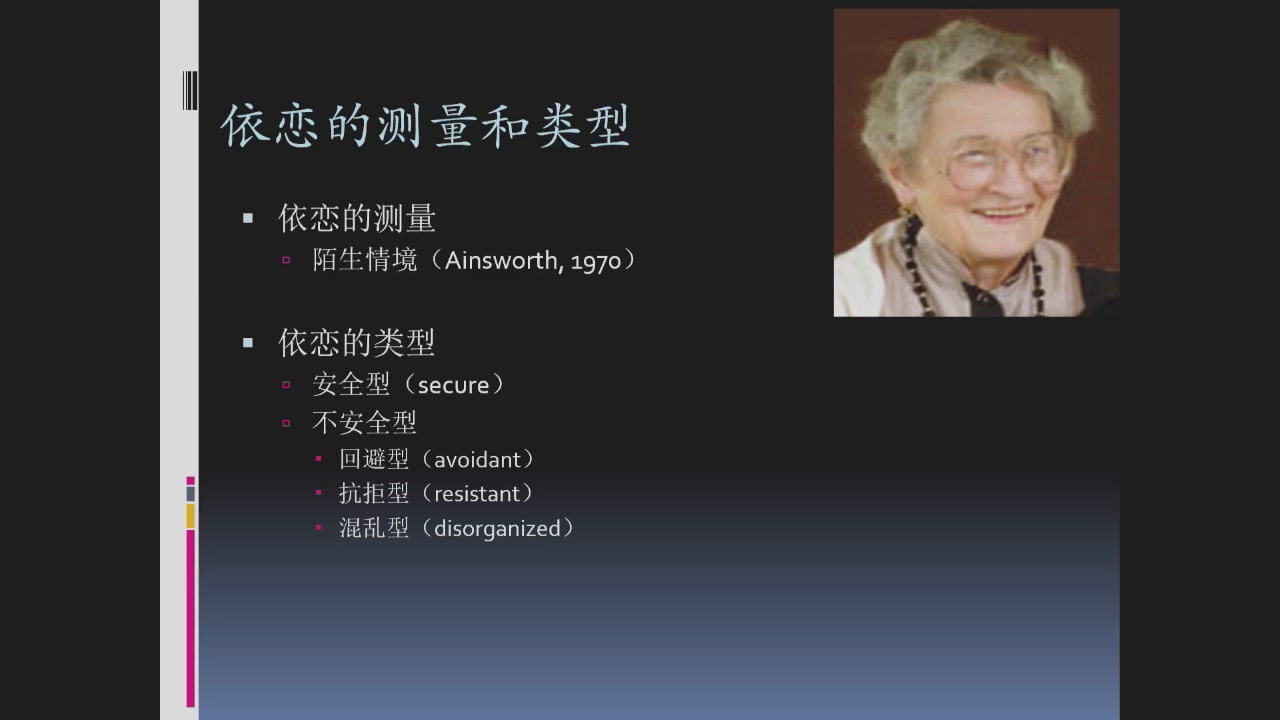 依恋的测量和类型
依恋的测量
陌生情境（Ainsworth, 1970）
依恋的类型
安全型（secure）
不安全型
回避型（avoidant）
抗拒型（resistant）
混乱型（disorganized）